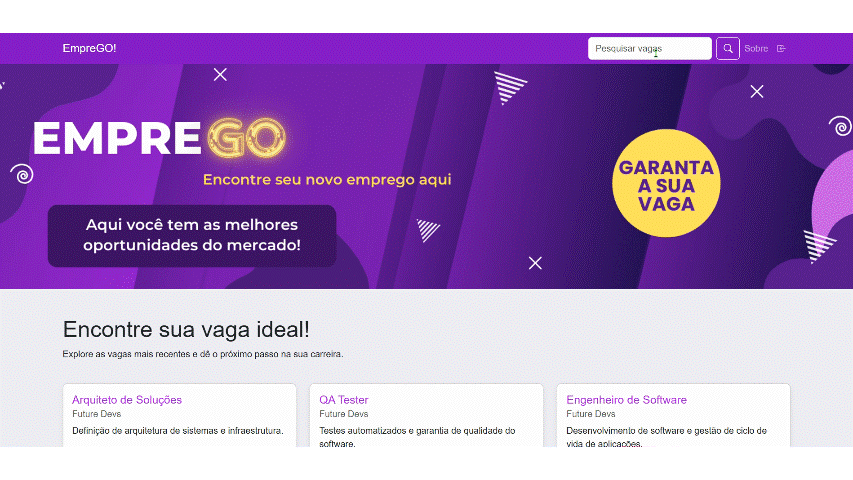 EmpreGO!
Pesquisar vagas
Sobre
EMPREGO
Encontre seu novo emprego aqui
Aqui você tem as melhores
oportunidades do mercado!
GARANTA
A SUA
VAGA
Encontre sua vaga ideal!
Explore as vagas mais recentes e dê o próximo passo na sua carreira.
Arquiteto de Soluções
Future Devs
Definição de arquitetura de sistemas e infraestrutura.
QA Tester
Future Devs
Testes automatizados e garantia de qualidade do
software.
Engenheiro de Software
Future Devs
Desenvolvimento de software e gestão de ciclo de
vida de aplicações.